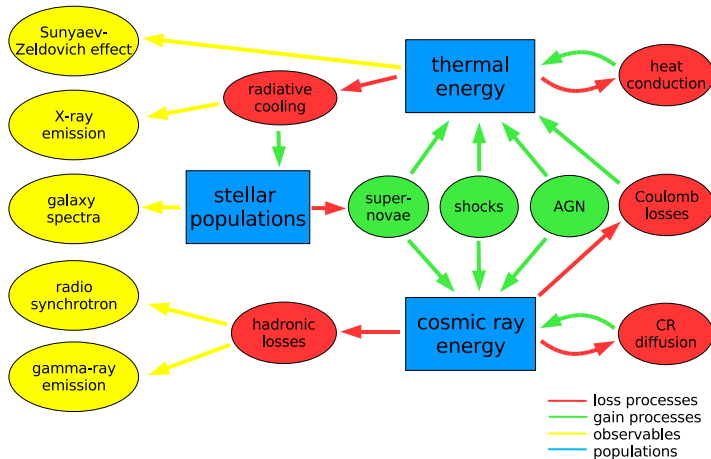 Sunyaev-
Zeldovich effect
thermal
energy
heat
conduction
radiative
cooling
X-ray
emission
stellar
populations
galaxy
spectra
super-
novae
shocks
AGN
Coulomb
losses
radio
synchrotron
hadronic
losses
cosmic ray
energy
CR
diffusion
gamma-ray
emission
loss processes
gain processes
observables
populations